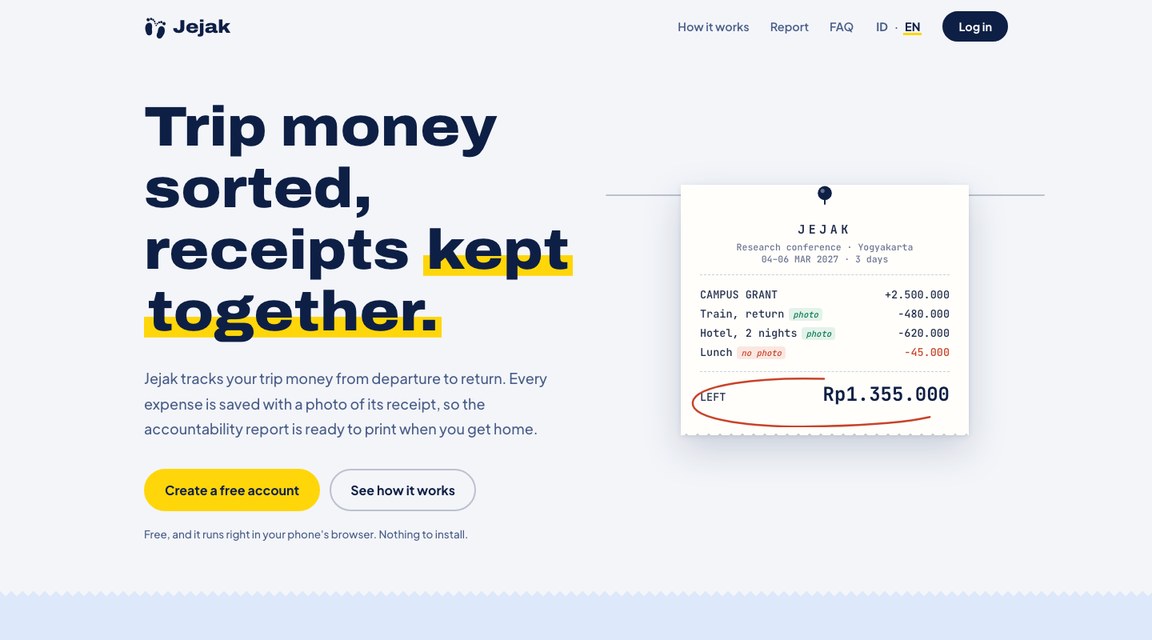 Jejak
How it works
Report
FAQ
ID · EN
Log in
Trip money
sorted,
receipts kept
together.
Jejak tracks your trip money from departure to return. Every
expense is saved with a photo of its receipt, so the
accountability report is ready to print when you get home.
Create a free account
See how it works
Free, and it runs right in your phone's browser. Nothing to install.
JEJAK
Research conference · Yogyakarta
04–06 MAR 2027 · 3 days
CAMPUS GRANT +2.500.000
Train, return photo -480.000
Hotel, 2 nights photo -620.000
Lunch no photo -45.000
LEFT Rp1.355.000